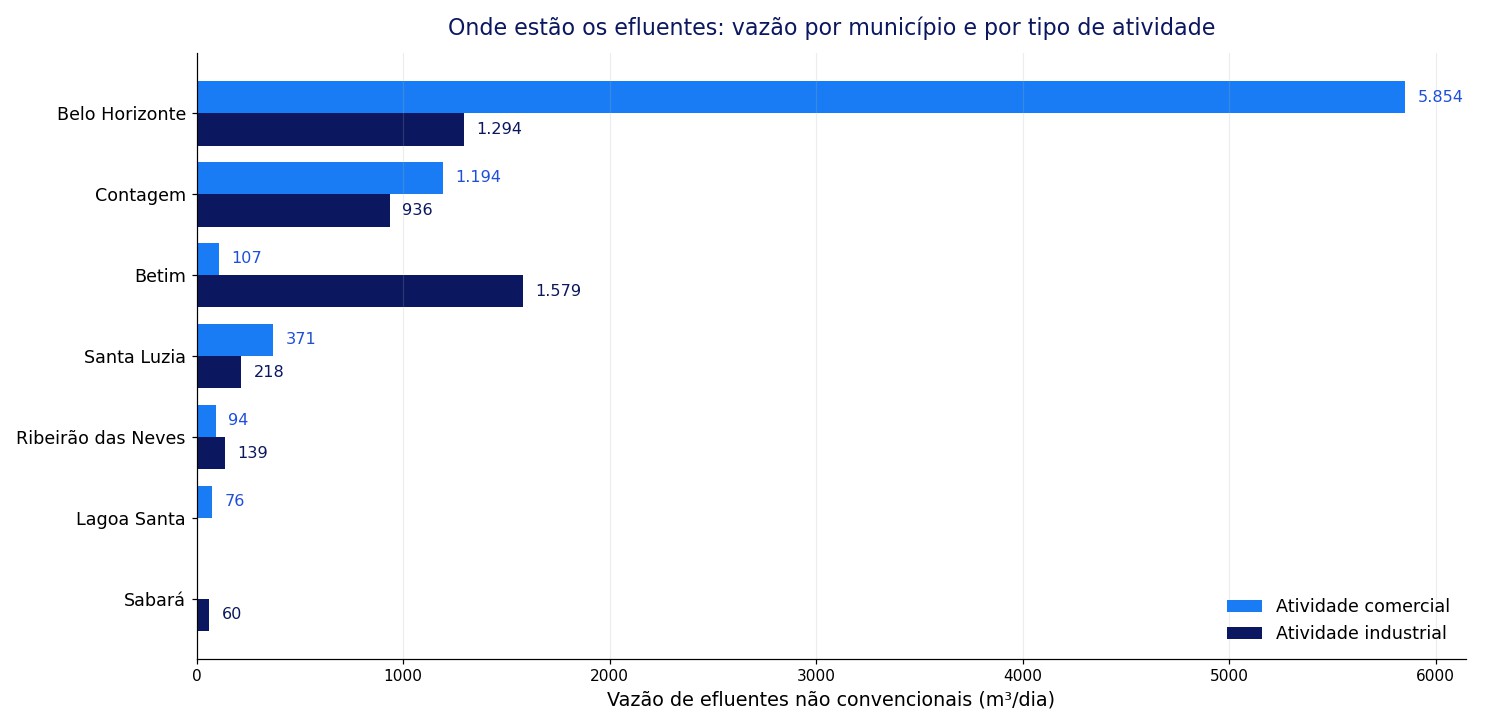 Onde estão os efluentes: vazão por município e por tipo de atividade
Belo Horizonte
5.854
1.294
Contagem
1.194
936
Betim
107
1.579
Santa Luzia
371
218
Ribeirão das Neves
94
139
Lagoa Santa
76
Sabará
60
Atividade comercial
Atividade industrial
0 1000 2000 3000 4000 5000 6000
Vazão de efluentes não convencionais (m³/dia)